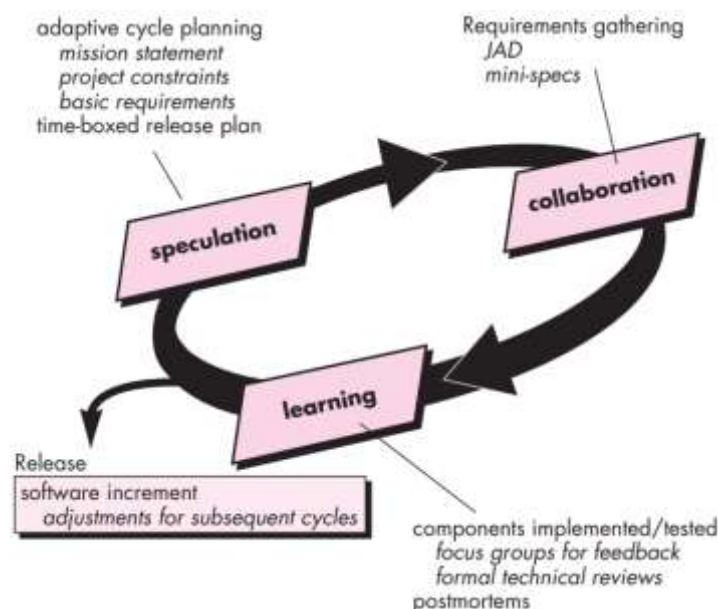 adaptive cycle planning
mission statement
project constraints
basic requirements
time-boxed release plan
Requirements gathering
JAD
mini-specs
speculation
collaboration
learning
Release
software increment
adjustments for subsequent cycles
components implemented/tested
focus groups for feedback
formal technical reviews
postmortems